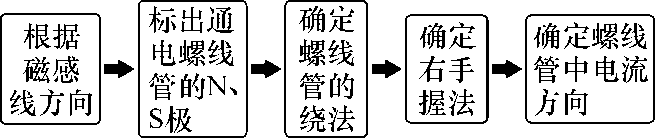 根据
磁感
线方向
标出通
电螺线
管的N、
S极
确定
螺线
管的
绕法
确定
右手
握法
确定螺线
管中电流
方向